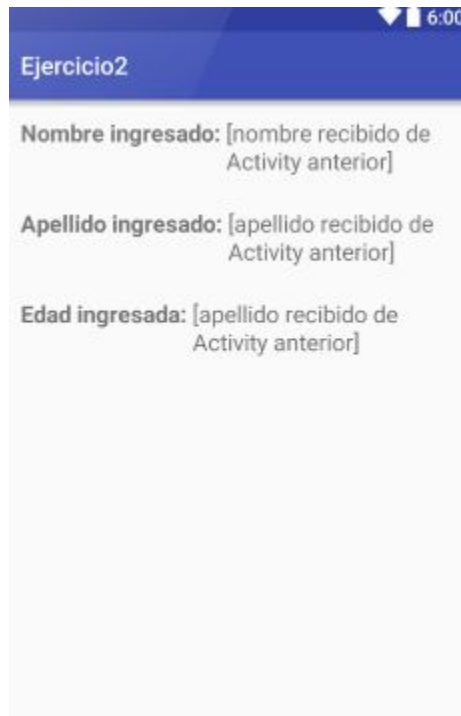 6:00
Ejercicio2
Nombre ingresado: [nombre recibido de
Activity anterior]
Apellido ingresado: [apellido recibido de
Activity anterior]
Edad ingresada: [apellido recibido de
Activity anterior]